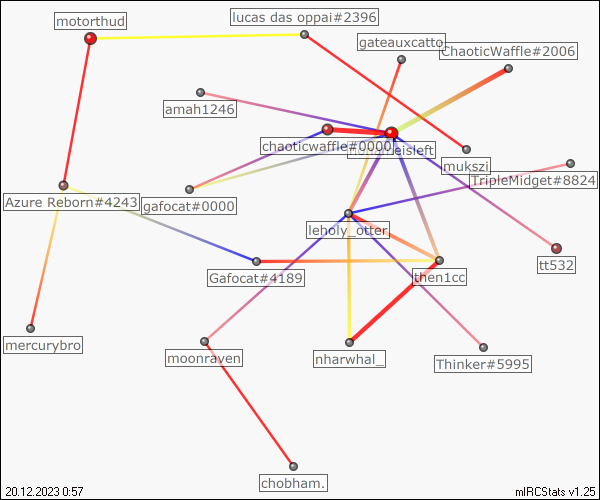 lucas das oppai#2396
motorthud
gateauxcatto
ChaoticWaffle#2006
amah1246
chaoticwaffle#0000
mukszi
TripleMidget#8824
Azure Reborn#4243
gafocat#0000
leholy_otter
tt532
Gafocat#4189
then1cc
mercurybro
moonraven
nharwhal_
Thinker#5995
chobham.
20.12.2023 0:57
mIRCStats v1.25